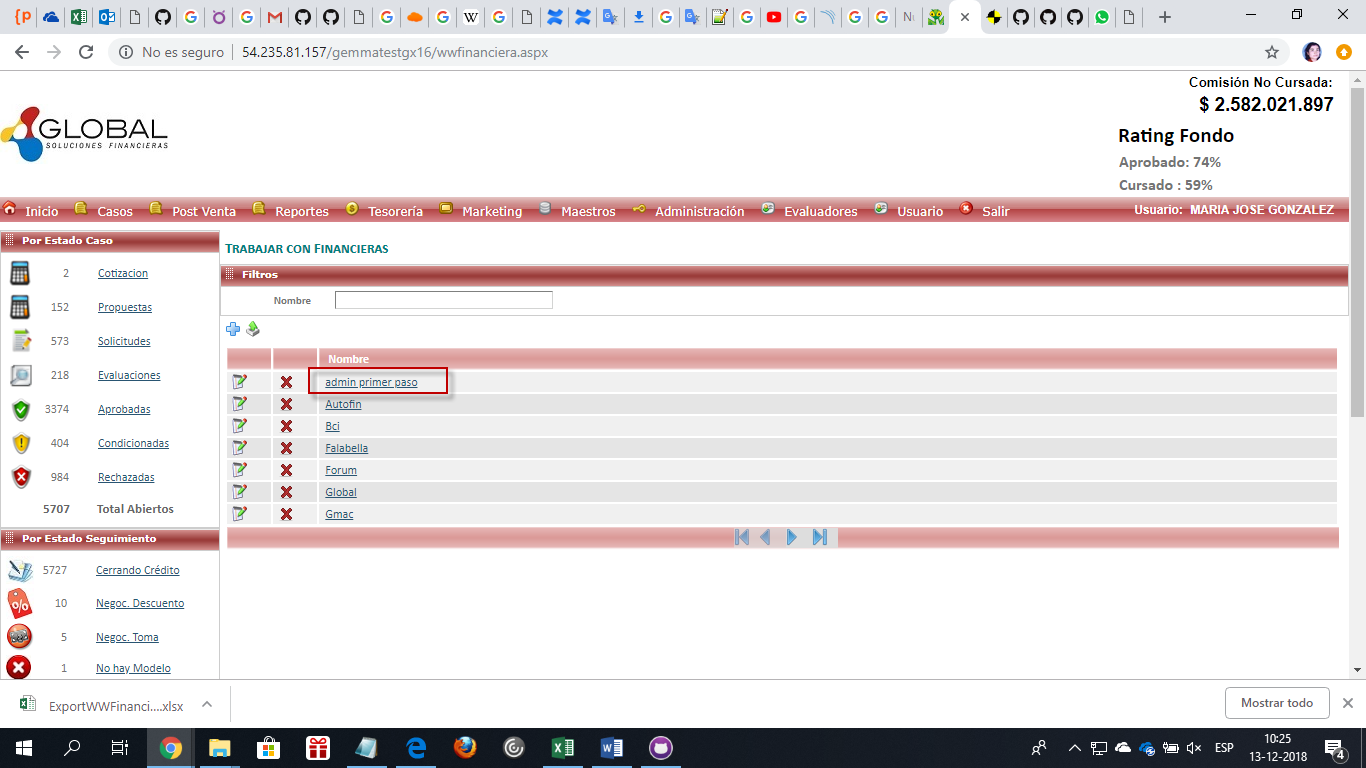 No es seguro
54.235.81.157/gemmatestgx16/wwfinanciera.aspx
Comisión No Cursada:
$ 2.582.021.897
GLOBAL
SOLUCIONES FINANCIERAS
Rating Fondo
Aprobado: 74%
Cursado : 59%
Inicio Casos Post Venta Reportes Tesorería Marketing Maestros Administración Evaluadores Usuario Salir Usuario: MARIA JOSE GONZALEZ
Por Estado Caso
2 Cotizacion
152 Propuestas
573 Solicitudes
218 Evaluaciones
3374 Aprobadas
404 Condicionadas
984 Rechazadas
5707 Total Abiertos
Por Estado Seguimiento
5727 Cerrando Crédito
10 Negoc. Descuento
5 Negoc. Toma
1 No hay Modelo
TRABAJAR CON FINANCIERAS
Filtros
Nombre
Nombre
admin primer paso
Autofin
Bci
Falabella
Forum
Global
Gmac
ExportWWFinanci....xlsx
Mostrar todo
ESP
10:25
13-12-2018
4